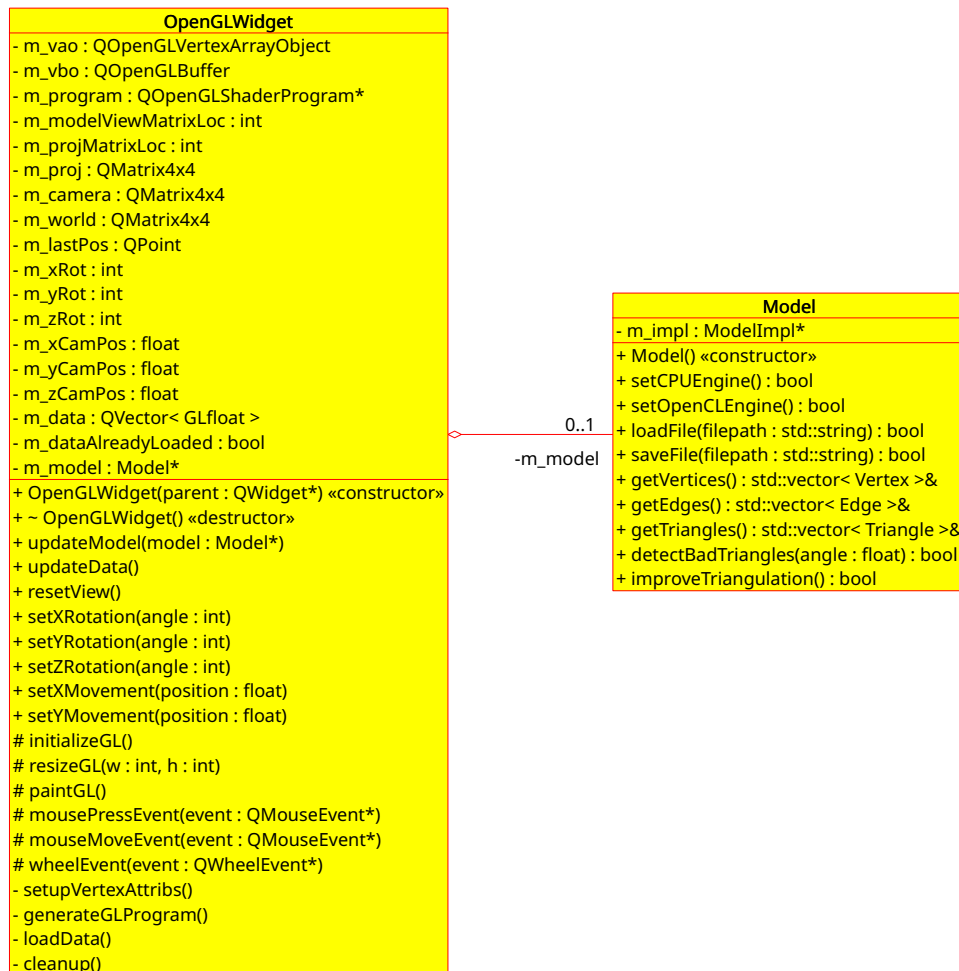 OpenGLWidget
- m_vao : QOpenGLVertexArrayObject
- m_vbo : QOpenGLBuffer
- m_program : QOpenGLShaderProgram*
- m_modelViewMatrixLoc : int
- m_projMatrixLoc : int
- m_proj : QMatrix4x4
- m_camera : QMatrix4x4
- m_world : QMatrix4x4
- m_lastPos : QPoint
- m_xRot : int
- m_yRot : int
- m_zRot : int
- m_xCamPos : float
- m_yCamPos : float
- m_zCamPos : float
- m_data : QVector< GLfloat >
- m_dataAlreadyLoaded : bool
- m_model : Model*
+ OpenGLWidget(parent : QWidget*) «constructor»
+ ~ OpenGLWidget() «destructor»
+ updateModel(model : Model*)
+ updateData()
+ resetView()
+ setXRotation(angle : int)
+ setYRotation(angle : int)
+ setZRotation(angle : int)
+ setXMovement(position : float)
+ setYMovement(position : float)
# initializeGL()
# resizeGL(w : int, h : int)
# paintGL()
# mousePressEvent(event : QMouseEvent*)
# mouseMoveEvent(event : QMouseEvent*)
# wheelEvent(event : QWheelEvent*)
- setupVertexAttribs()
- generateGLProgram()
- loadData()
- cleanup()
0..1
-m_model
Model
- m_impl : ModelImpl*
+ Model() «constructor»
+ setCPUEngine() : bool
+ setOpenCLEngine() : bool
+ loadFile(filepath : std::string) : bool
+ saveFile(filepath : std::string) : bool
+ getVertices() : std::vector< Vertex >&
+ getEdges() : std::vector< Edge >&
+ getTriangles() : std::vector< Triangle >&
+ detectBadTriangles(angle : float) : bool
+ improveTriangulation() : bool